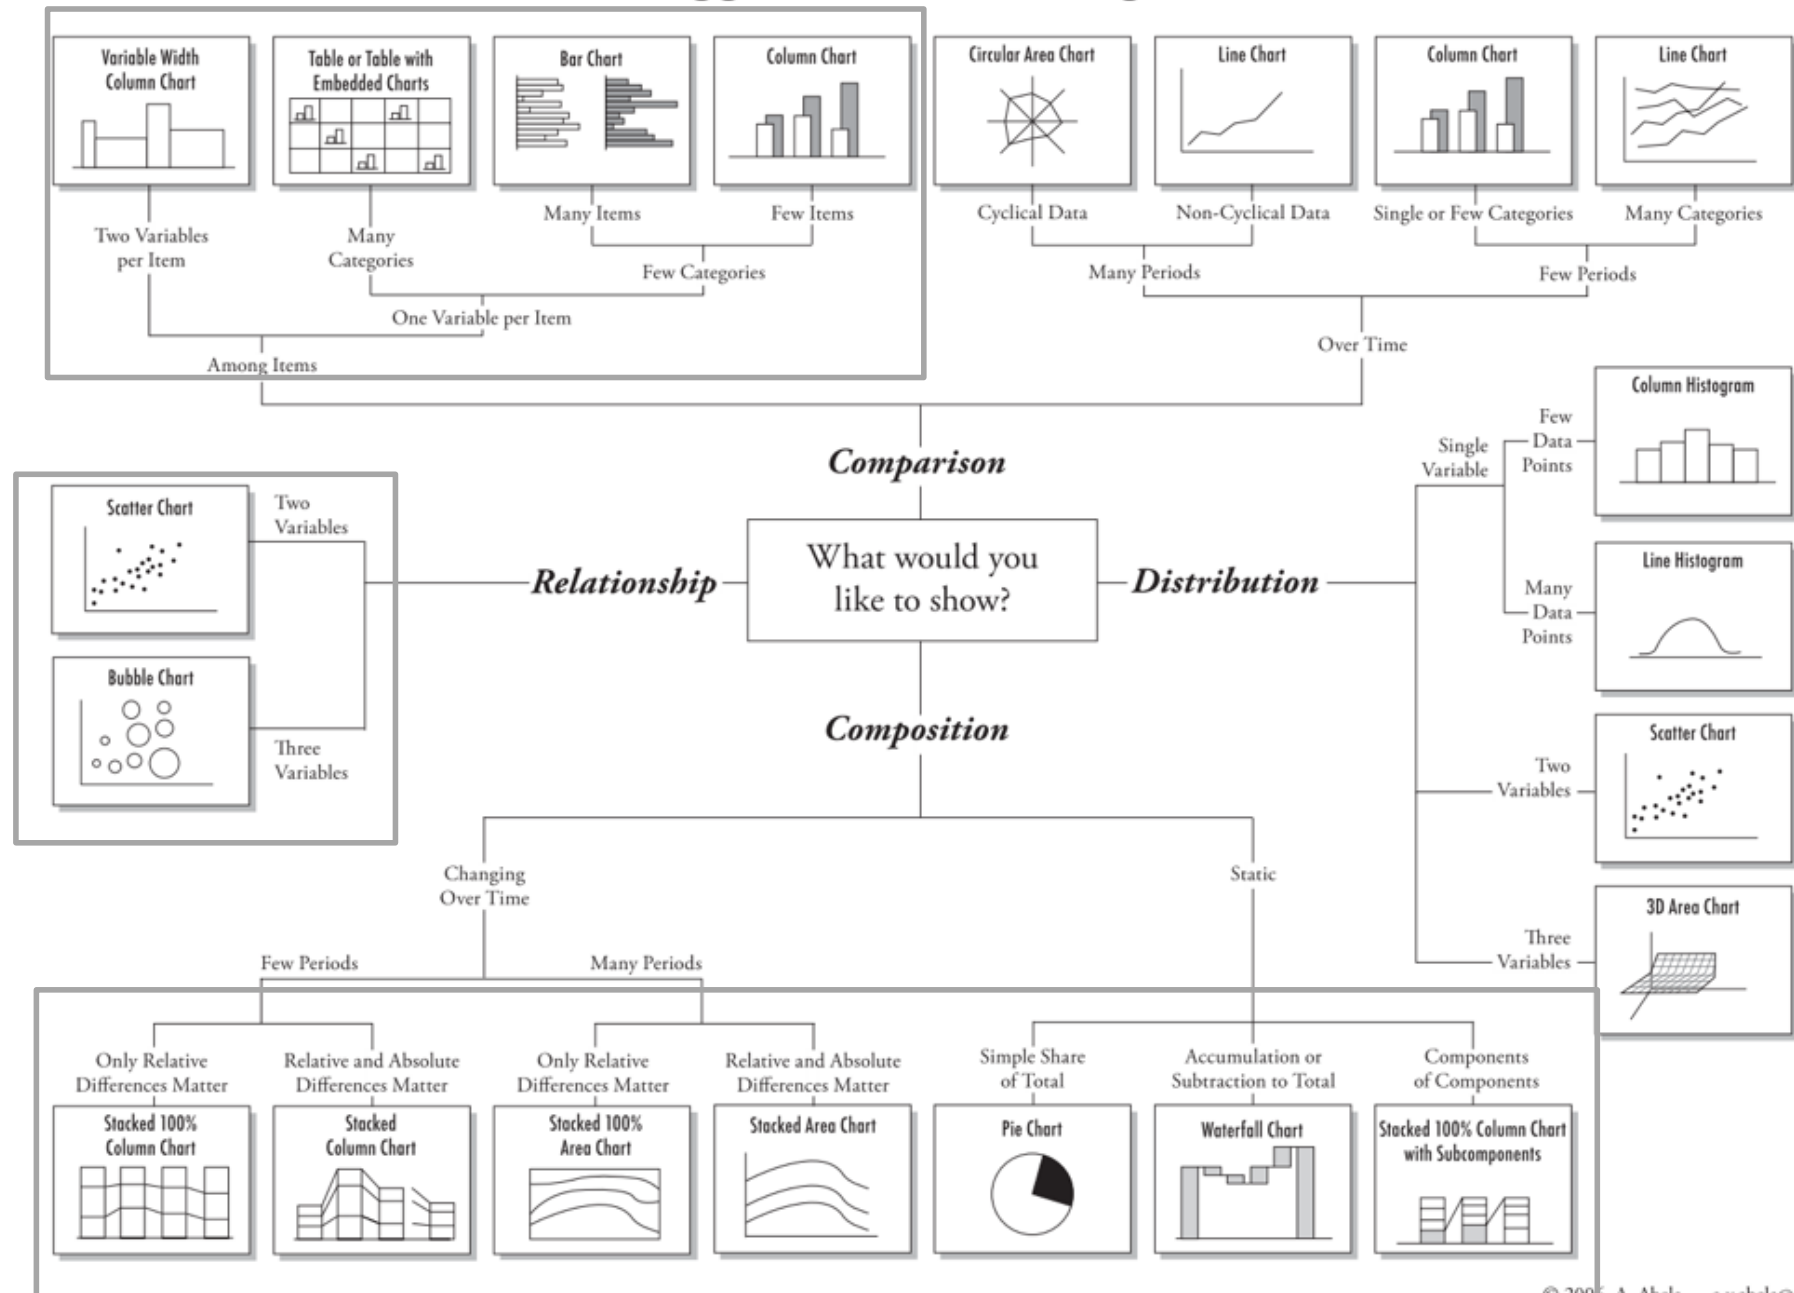 Variable Width
Column Chart
Table or Table with
Embedded Charts
Bar Chart
Column Chart
Circular Area Chart
Line Chart
Column Chart
Line Chart
Two Variables
per Item
Many
Categories
Many Items
Few Items
Cyclical Data
Non-Cyclical Data
Single or Few Categories
Many Categories
Few Categories
Many Periods
Few Periods
One Variable per Item
Among Items
Over Time
Comparison
Scatter Chart
Two
Variables
Bubble Chart
Three
Variables
Relationship
What would you
like to show?
Distribution
Single
Variable
Few
Data
Points
Column Histogram
Many
Data
Points
Line Histogram
Two
Variables
Scatter Chart
Three
Variables
3D Area Chart
Composition
Changing
Over Time
Static
Few Periods
Many Periods
Only Relative
Differences Matter
Relative and Absolute
Differences Matter
Only Relative
Differences Matter
Relative and Absolute
Differences Matter
Simple Share
of Total
Accumulation or
Subtraction to Total
Components
of Components
Stacked 100%
Column Chart
Stacked
Column Chart
Stacked 100%
Area Chart
Stacked Area Chart
Pie Chart
Waterfall Chart
Stacked 100% Column Chart
with Subcomponents